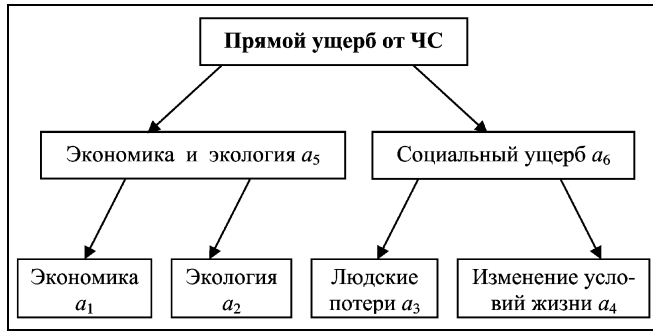 Прямой ущерб от ЧС
Экономика и экология a5
Социальный ущерб a6
Экономика
a1
Экология
a2
Людские
потери a3
Изменение усло-
вий жизни a4